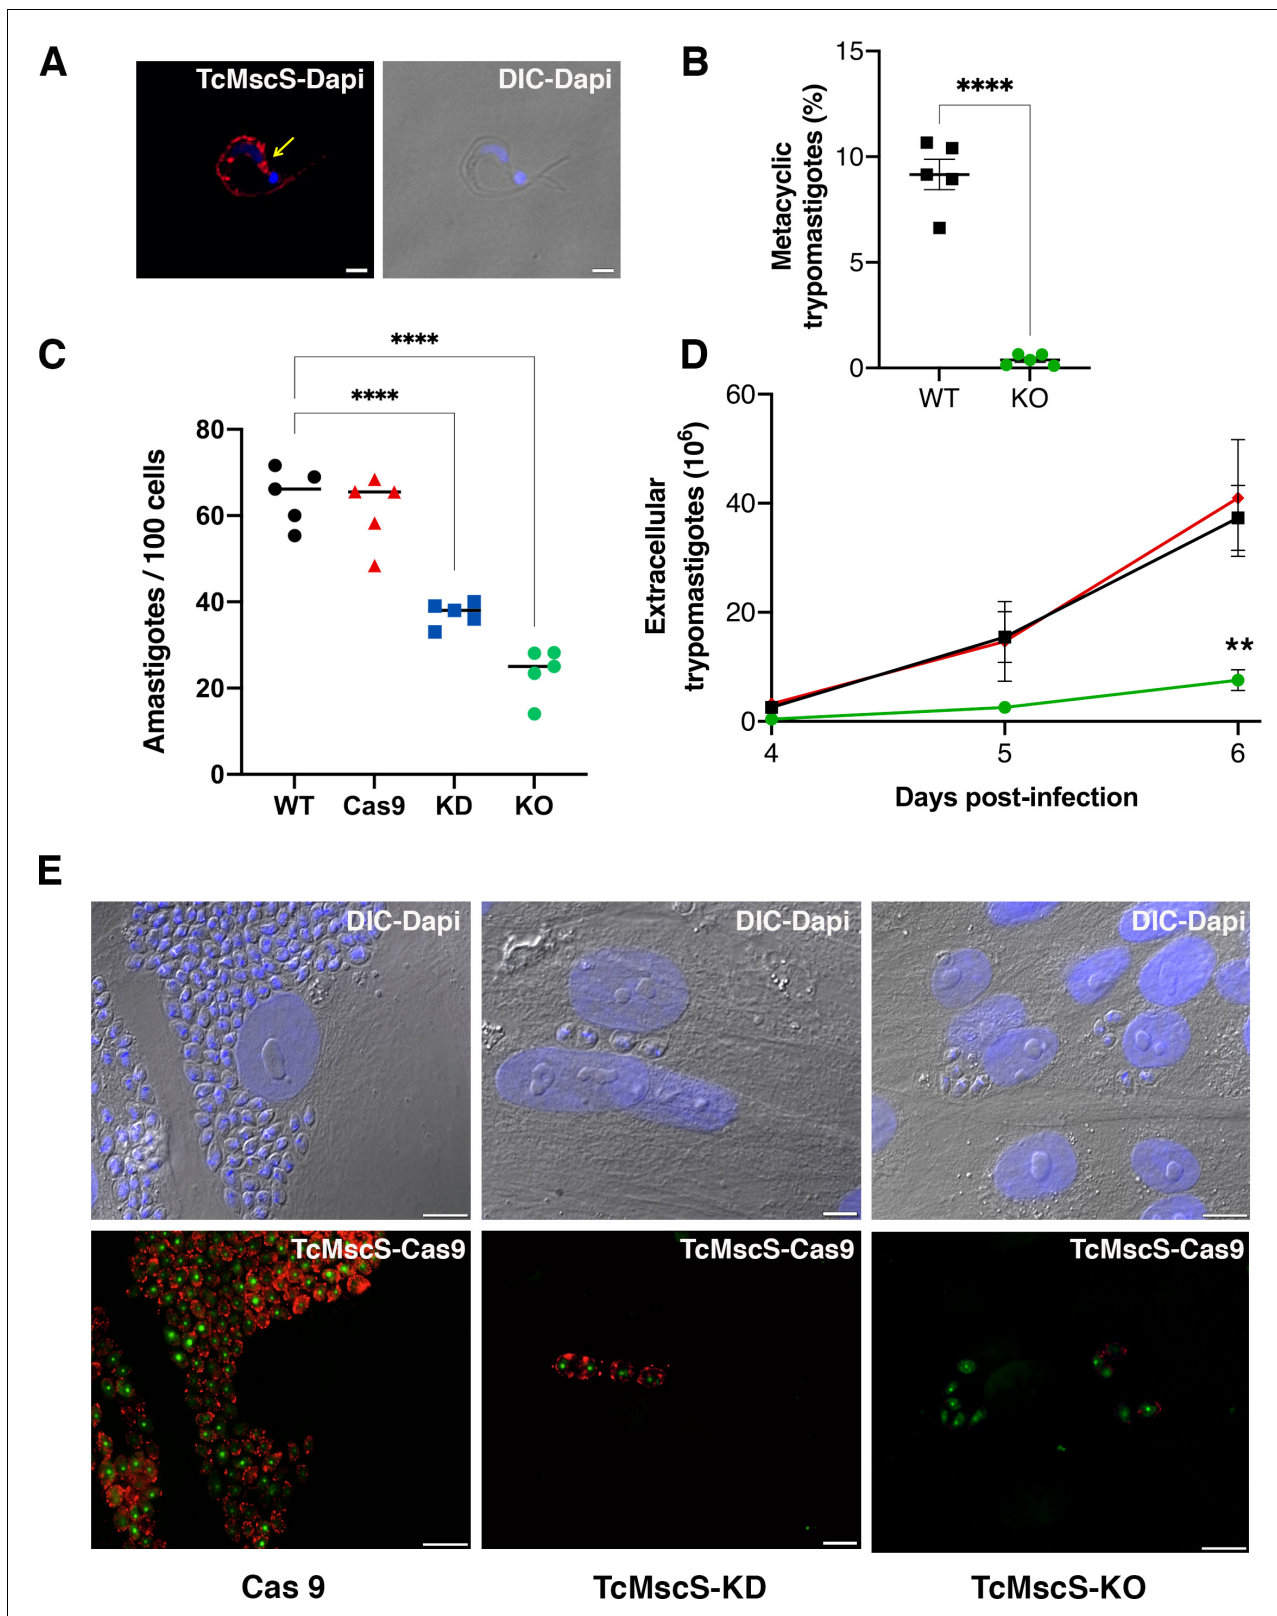 A
TcMscS-Dapi
DIC-Dapi
B
Metacyclic
trypomastigotes (%)
15
10
5
0
****
WT
KO
C
Amastigotes / 100 cells
80
60
40
20
0
****
****
WT
Cas9
KD
KO
D
Extracellular
trypomastigotes (10⁶)
60
40
20
0
**
4
5
6
Days post-infection
E
DIC-Dapi
DIC-Dapi
DIC-Dapi
TcMscS-Cas9
TcMscS-Cas9
TcMscS-Cas9
Cas 9
TcMscS-KD
TcMscS-KO